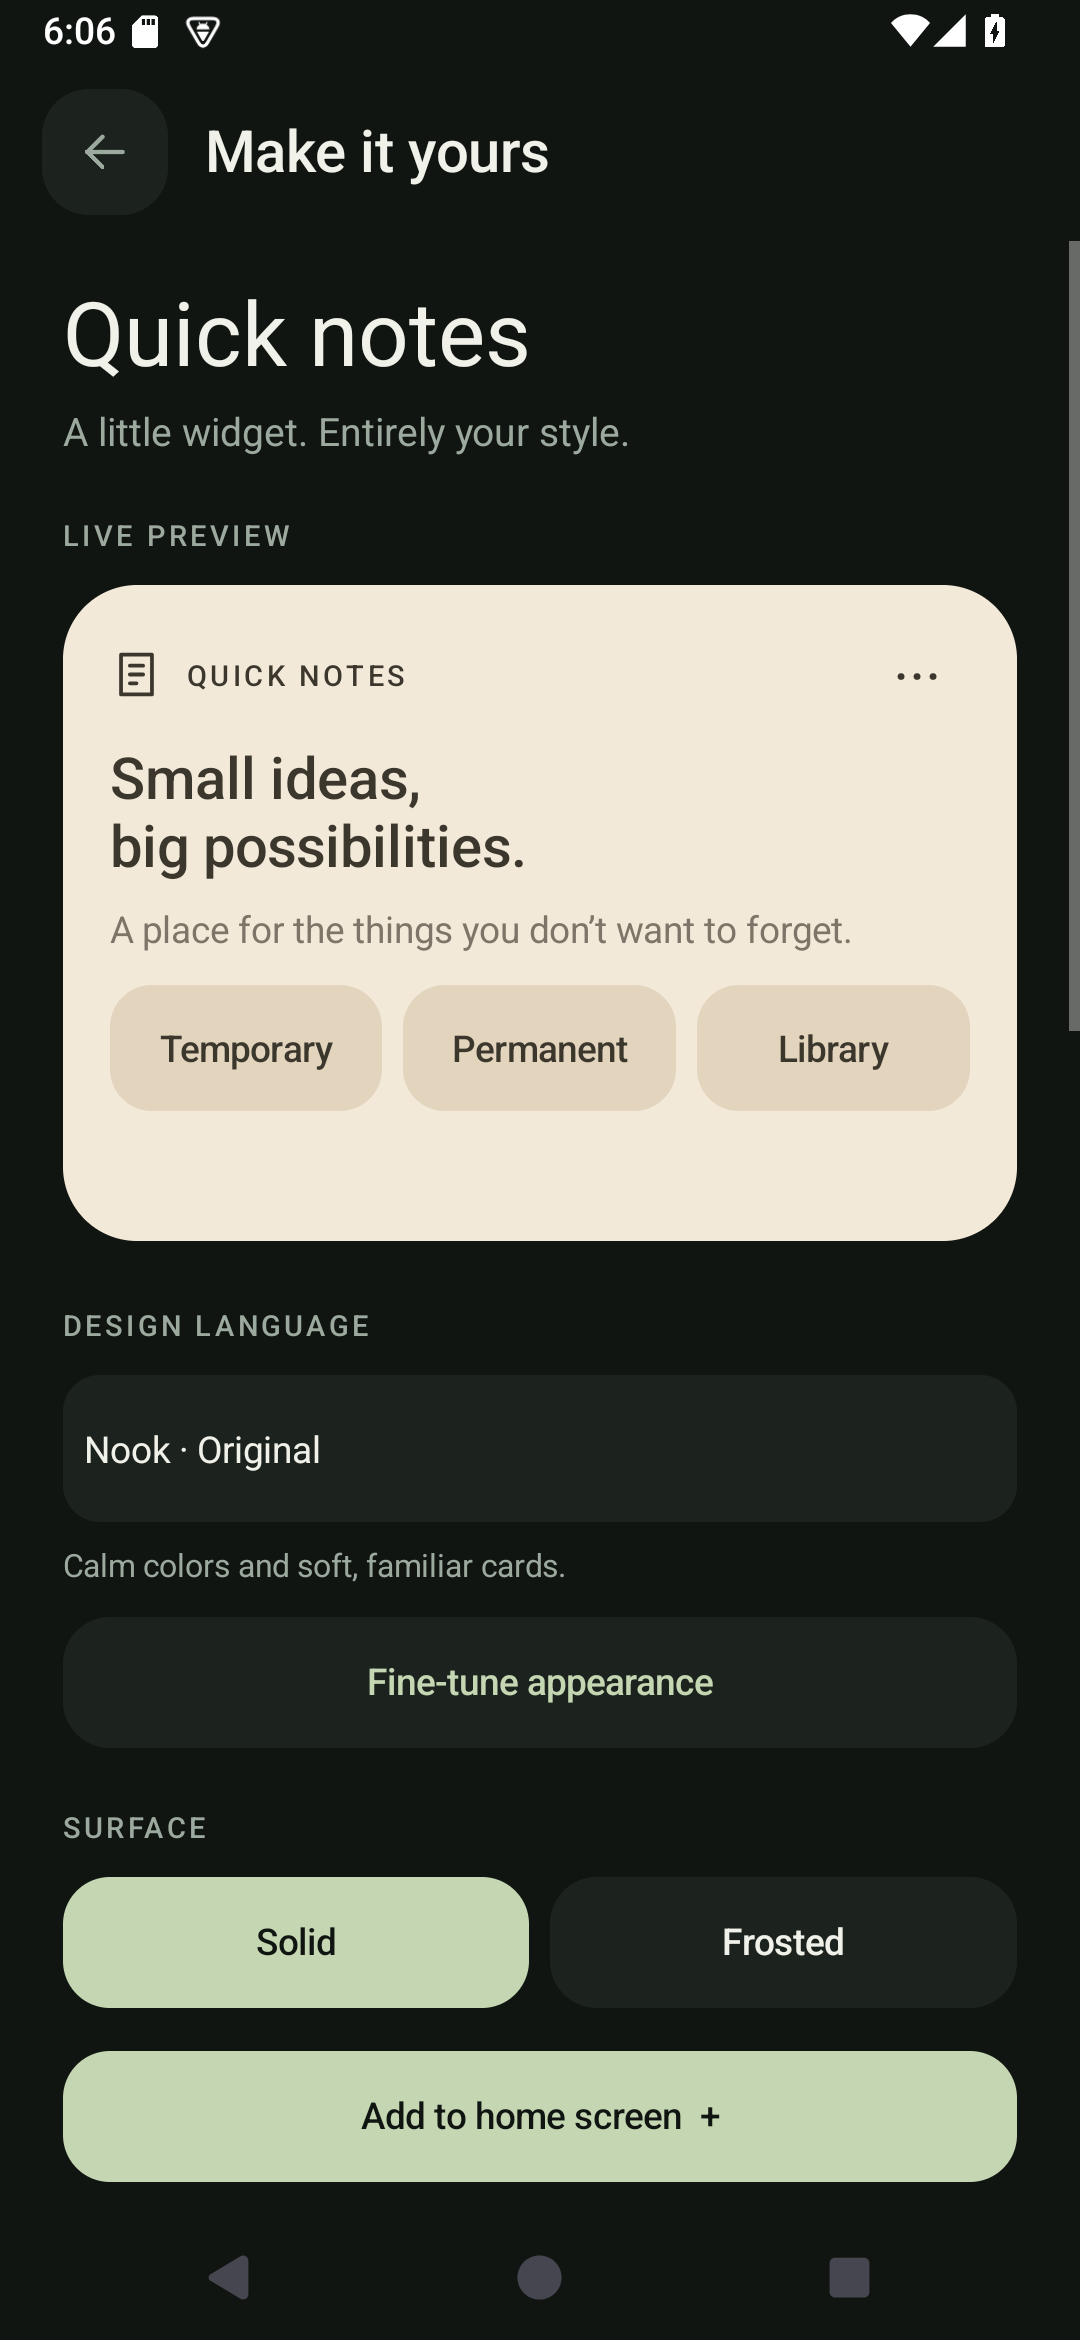 6:06
Make it yours
Quick notes
A little widget. Entirely your style.
LIVE PREVIEW
QUICK NOTES
Small ideas,
big possibilities.
A place for the things you don’t want to forget.
Temporary
Permanent
Library
DESIGN LANGUAGE
Nook · Original
Calm colors and soft, familiar cards.
Fine-tune appearance
SURFACE
Solid
Frosted
Add to home screen +